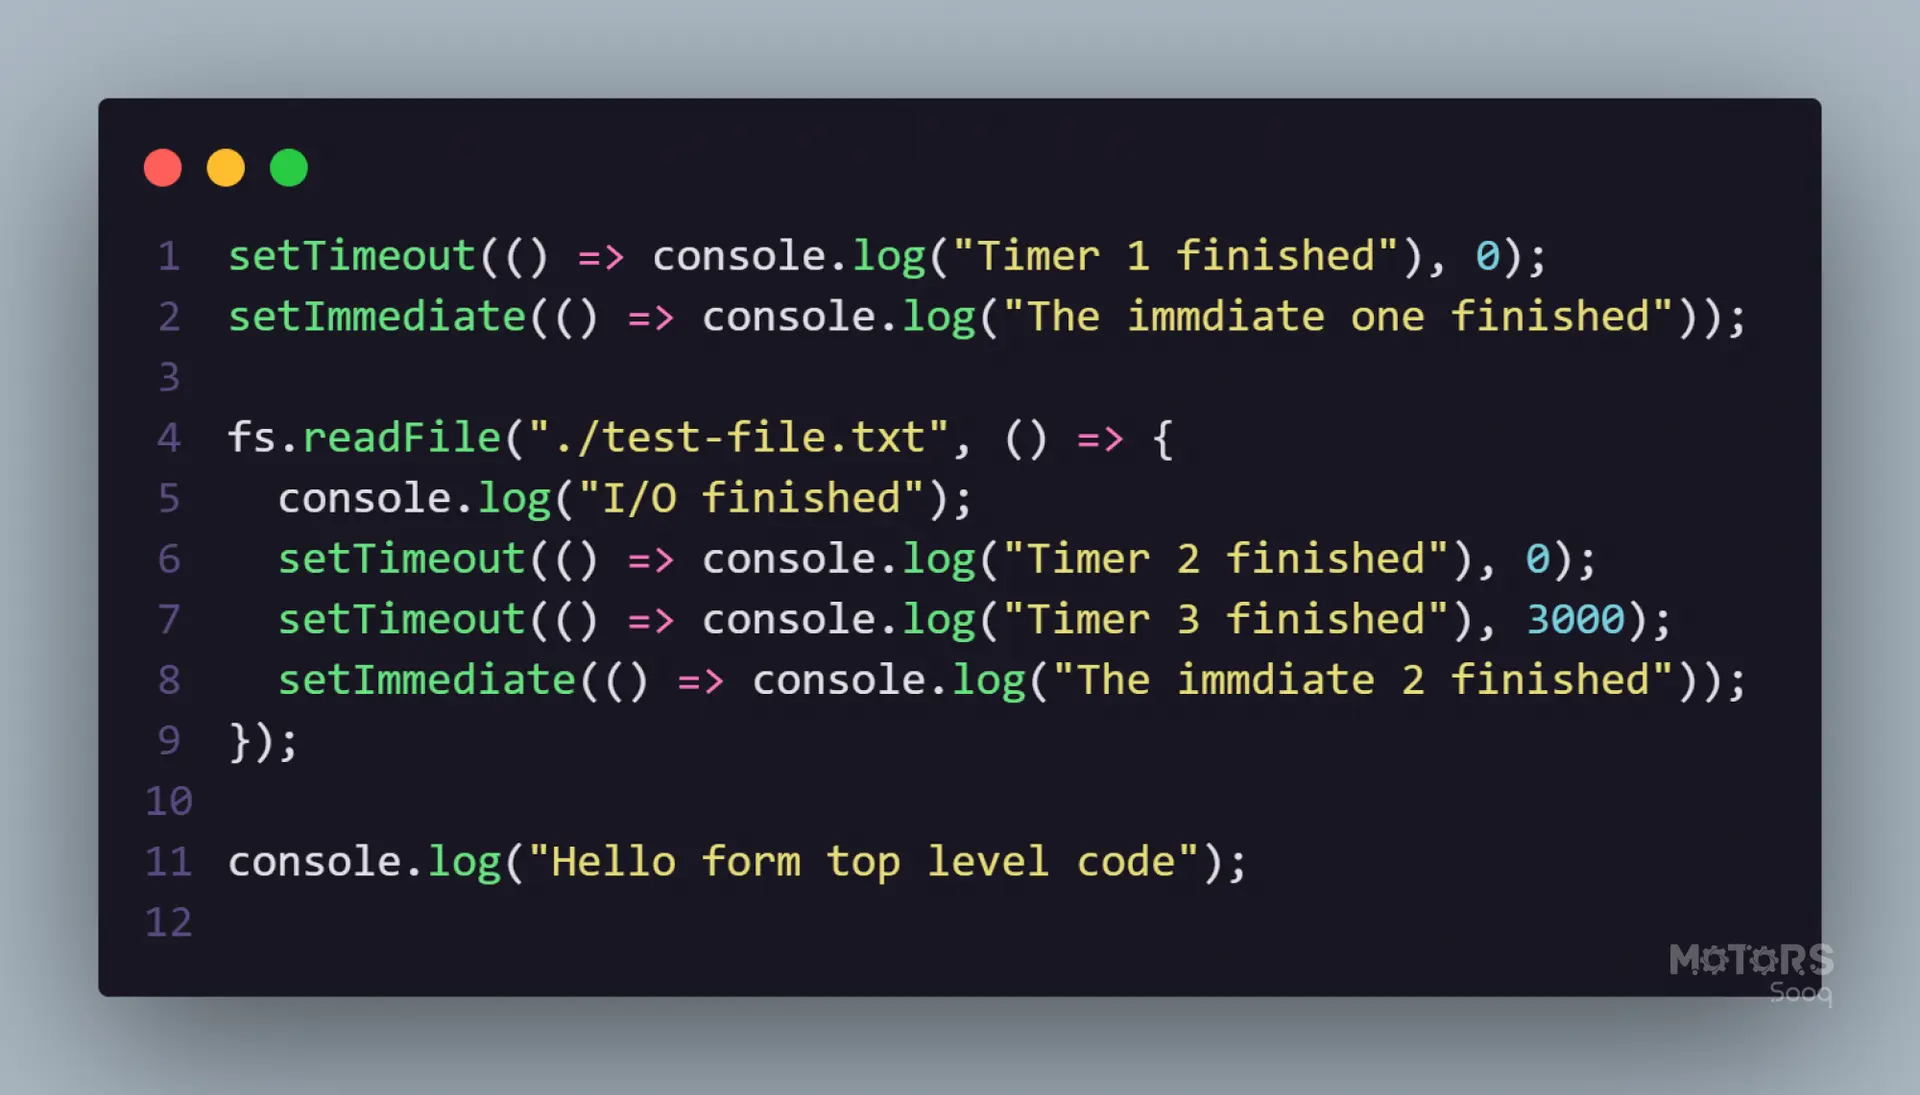 1 setTimeout(() => console.log("Timer 1 finished"), 0);
2 setImmediate(() => console.log("The immdiate one finished"));
3
4 fs.readFile("./test-file.txt", () => {
5   console.log("I/O finished");
6   setTimeout(() => console.log("Timer 2 finished"), 0);
7   setTimeout(() => console.log("Timer 3 finished"), 3000);
8   setImmediate(() => console.log("The immdiate 2 finished"));
9 });
10
11 console.log("Hello form top level code");
12
MOTORS
Sooq